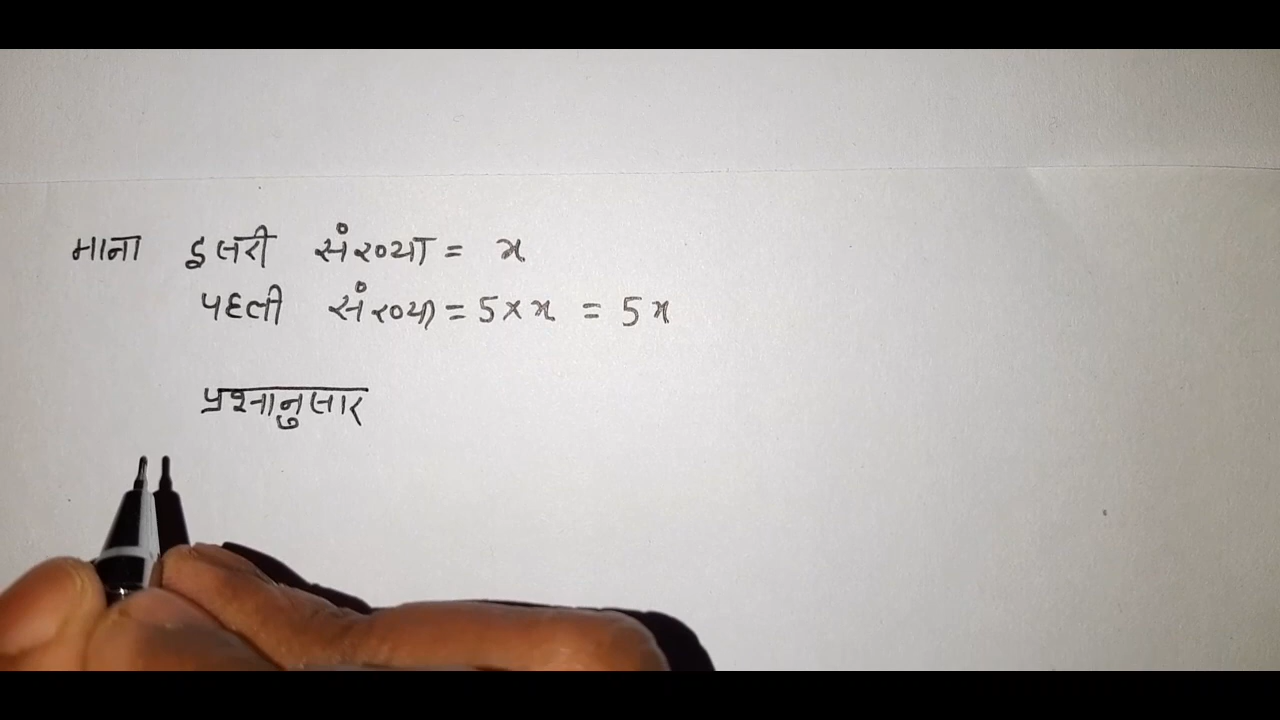 माना दुसरी संख्या = x
पहली संख्या = 5 x x = 5x
प्रश्नानुसार